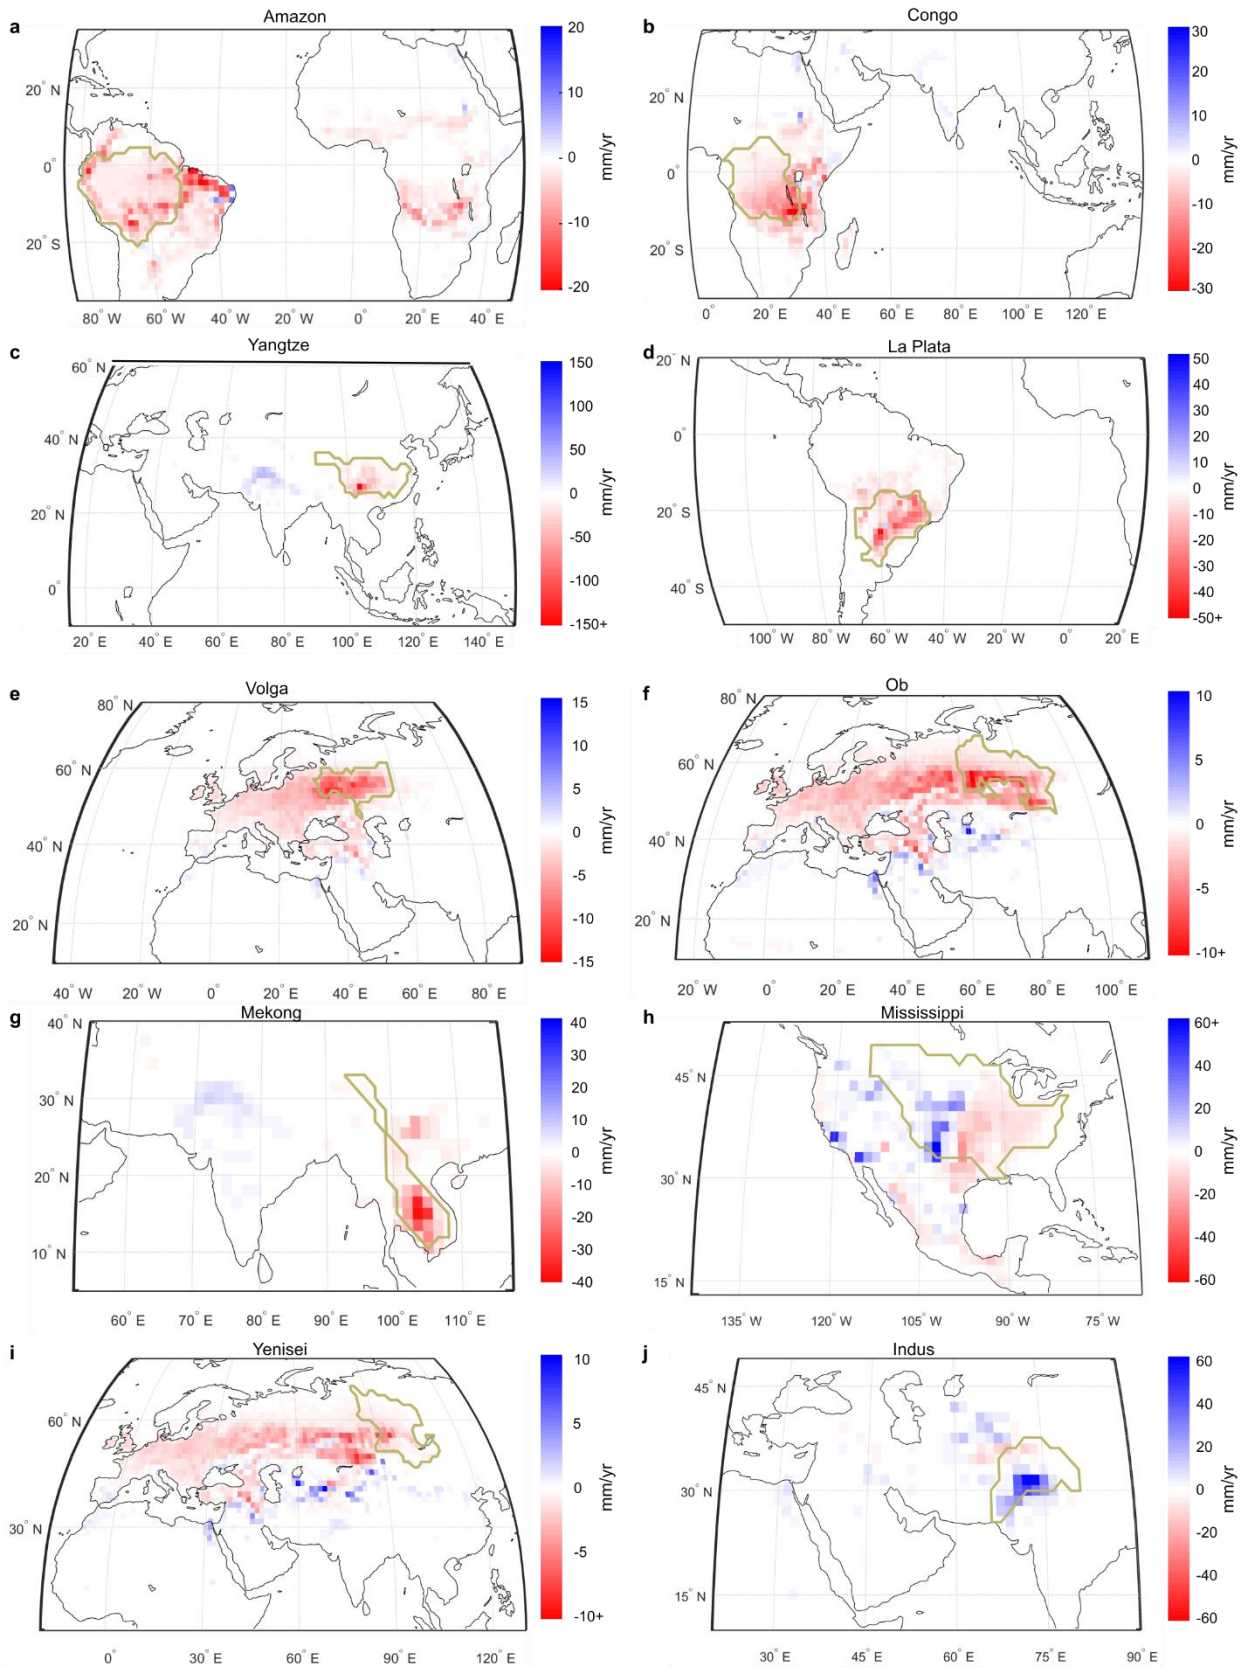 a
Amazon
20° N
0°
20° S
80° W
60° W
40° W
20° W
0°
20° E
40° E
20
10
0
-10
-20
mm/yr
b
Congo
20° N
0°
20° S
0°
20° E
40° E
60° E
80° E
100° E
120° E
30
20
10
0
-10
-20
-30
mm/yr
c
Yangtze
60° N
40° N
20° N
0°
20° E
40° E
60° E
80° E
100° E
120° E
140° E
150
100
50
0
-50
-100
-150+
mm/yr
d
La Plata
20° N
0°
20° S
40° S
100° W
80° W
60° W
40° W
20° W
0°
20° E
50
40
30
20
10
0
-10
-20
-30
-40
-50+
mm/yr
e
Volga
80° N
60° N
40° N
20° N
40° W
20° W
0°
20° E
40° E
60° E
80° E
15
10
5
0
-5
-10
-15
mm/yr
f
Ob
80° N
60° N
40° N
20° N
20° W
0°
20° E
40° E
60° E
80° E
100° E
10
5
0
-5
-10+
mm/yr
g
Mekong
40° N
30° N
20° N
10° N
60° E
70° E
80° E
90° E
100° E
110° E
40
30
20
10
0
-10
-20
-30
-40
mm/yr
h
Mississippi
45° N
30° N
15° N
135° W
120° W
105° W
90° W
75° W
60+
40
20
0
-20
-40
-60
mm/yr
i
Yenisei
60° N
30° N
0°
30° E
60° E
90° E
120° E
10
5
0
-5
-10+
mm/yr
j
Indus
45° N
30° N
15° N
30° E
45° E
60° E
75° E
90° E
60
40
20
0
-20
-40
-60
mm/yr